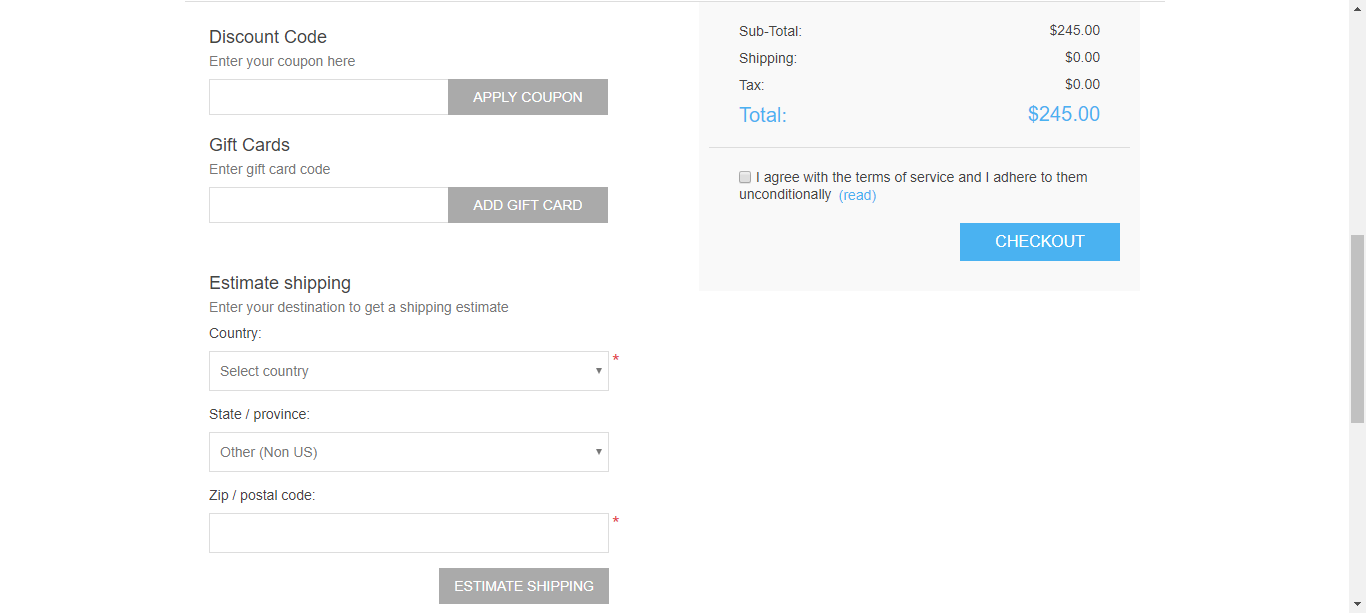 Discount Code
Enter your coupon here
APPLY COUPON
Gift Cards
Enter gift card code
ADD GIFT CARD
Estimate shipping
Enter your destination to get a shipping estimate
Country:
Select country
*
State / province:
Other (Non US)
Zip / postal code:
*
ESTIMATE SHIPPING
Sub-Total: $245.00
Shipping: $0.00
Tax: $0.00
Total: $245.00
I agree with the terms of service and I adhere to them
unconditionally (read)
CHECKOUT